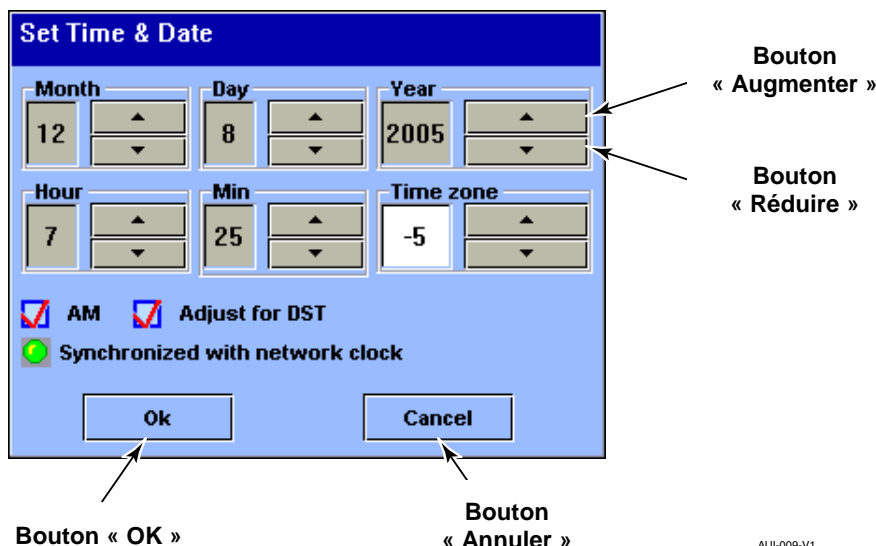 Set Time & Date
Bouton
« Augmenter »
Month Day Year
12 8 2005
Bouton
« Réduire »
Hour Min Time zone
7 25 -5
AM Adjust for DST
Synchronized with network clock
Ok Cancel
Bouton « OK »
Bouton
« Annuler »
AUI-009-V1